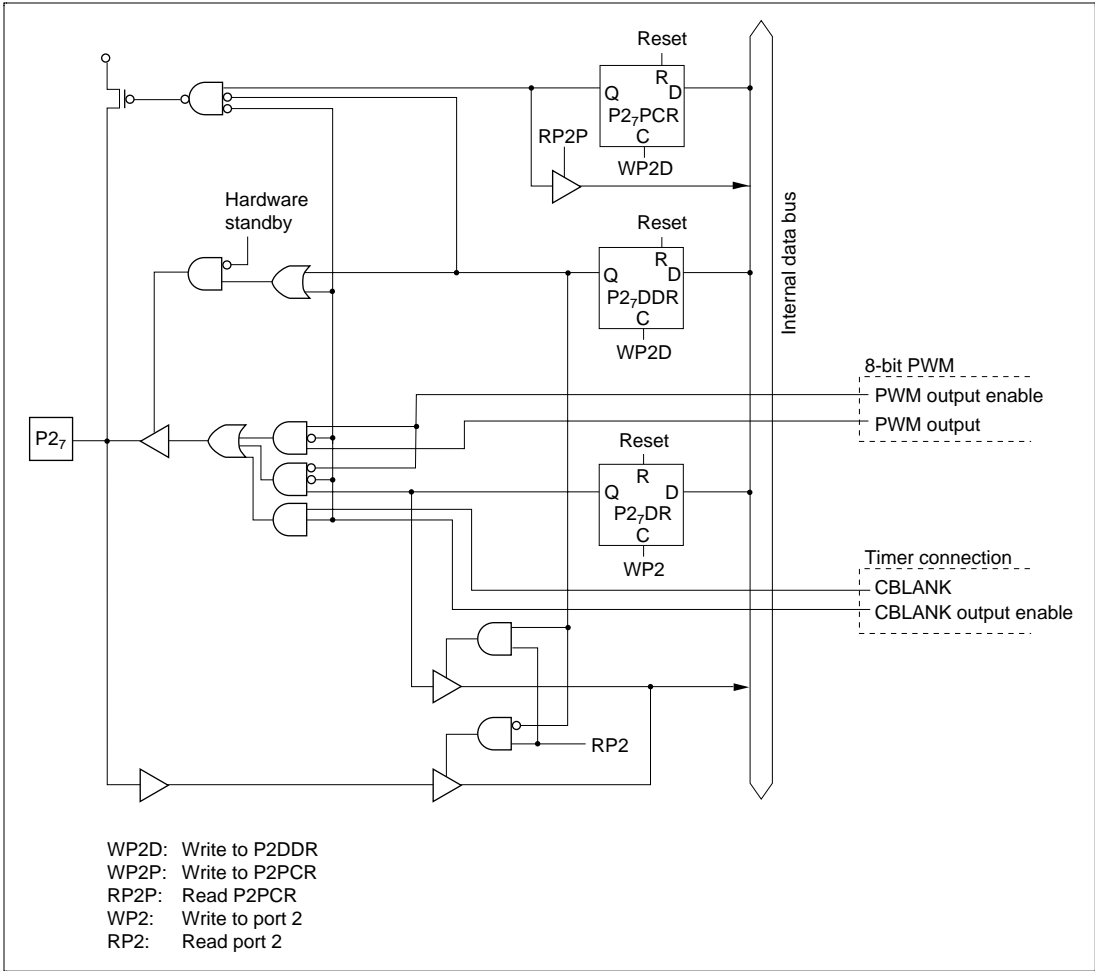 Reset
R
Q D
P2₇PCR
C
RP2P
WP2D
Hardware
standby
Reset
R
Q D
P2₇DDR
C
WP2D
Internal data bus
8-bit PWM
PWM output enable
PWM output
P2₇
Reset
R
Q D
P2₇DR
C
WP2
Timer connection
CBLANK
CBLANK output enable
RP2
WP2D: Write to P2DDR
WP2P: Write to P2PCR
RP2P: Read P2PCR
WP2: Write to port 2
RP2: Read port 2